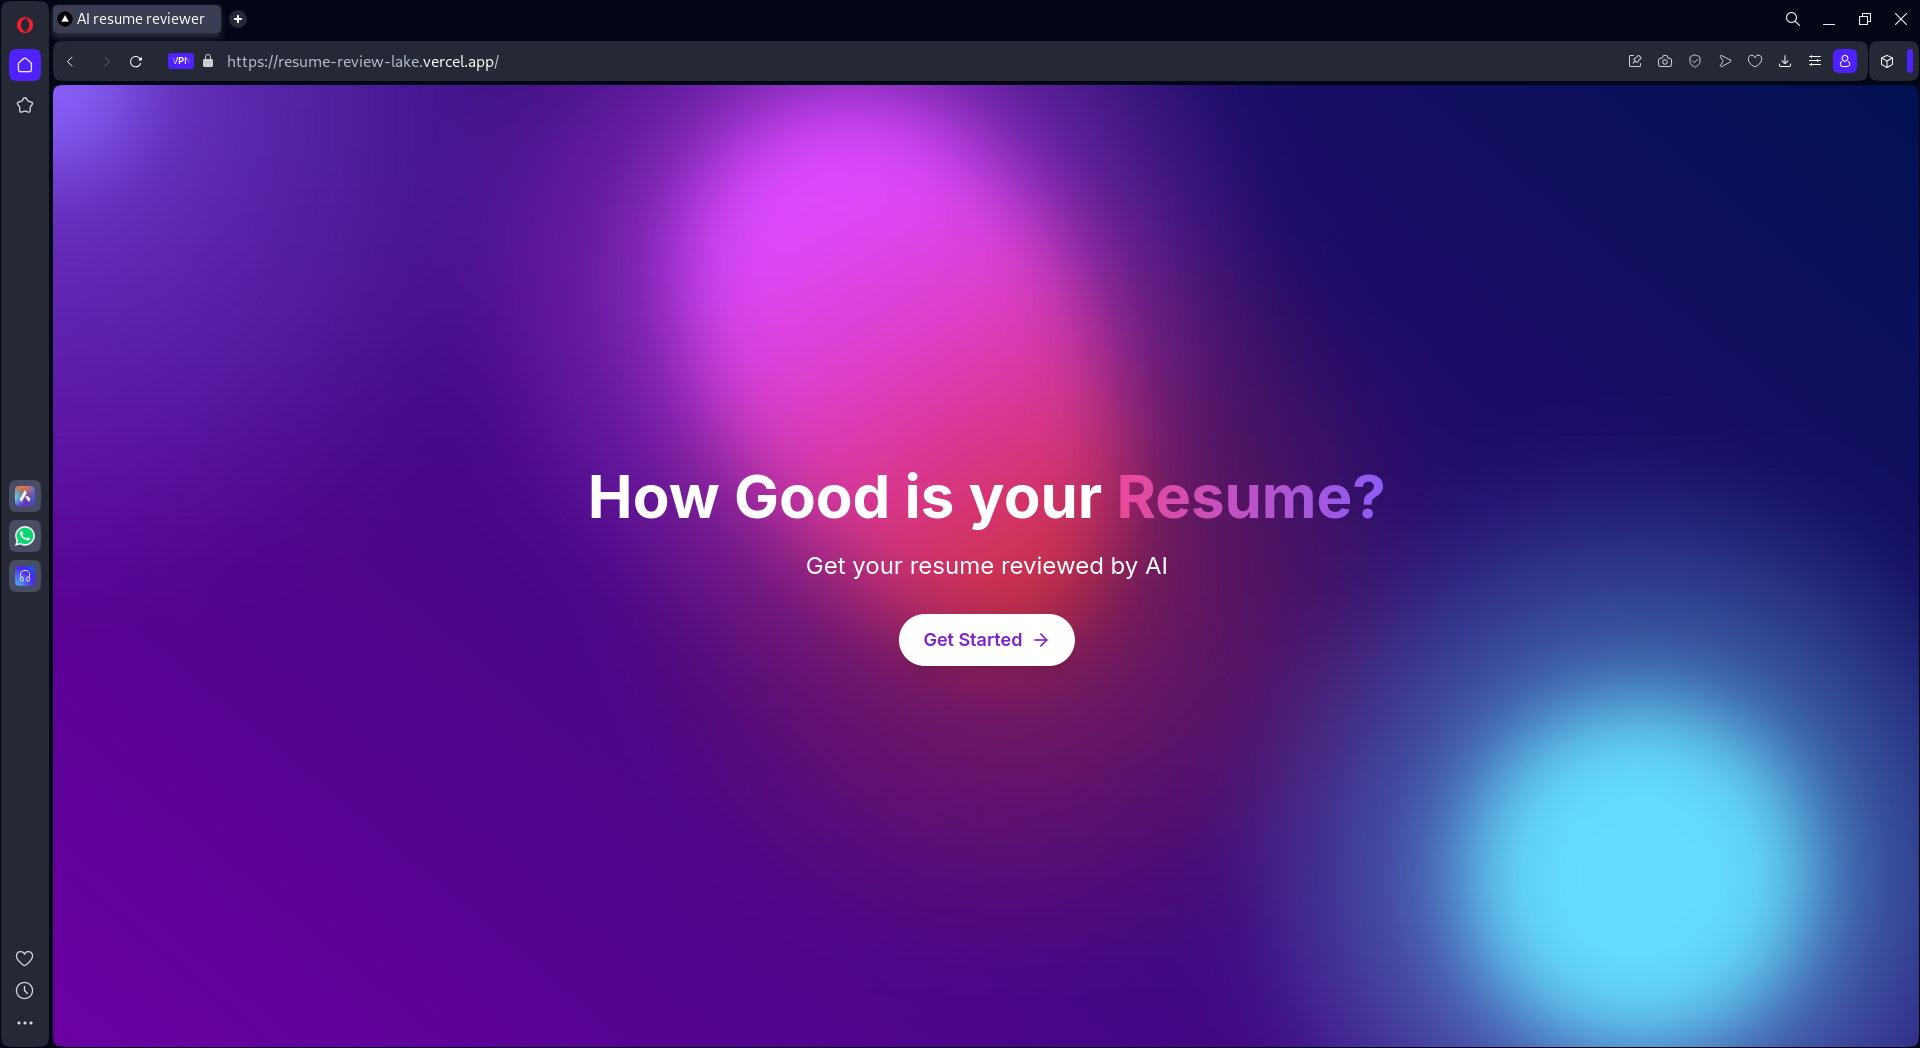 AI resume reviewer
VPN
https://resume-review-lake.vercel.app/
How Good is your Resume?
Get your resume reviewed by AI
Get Started